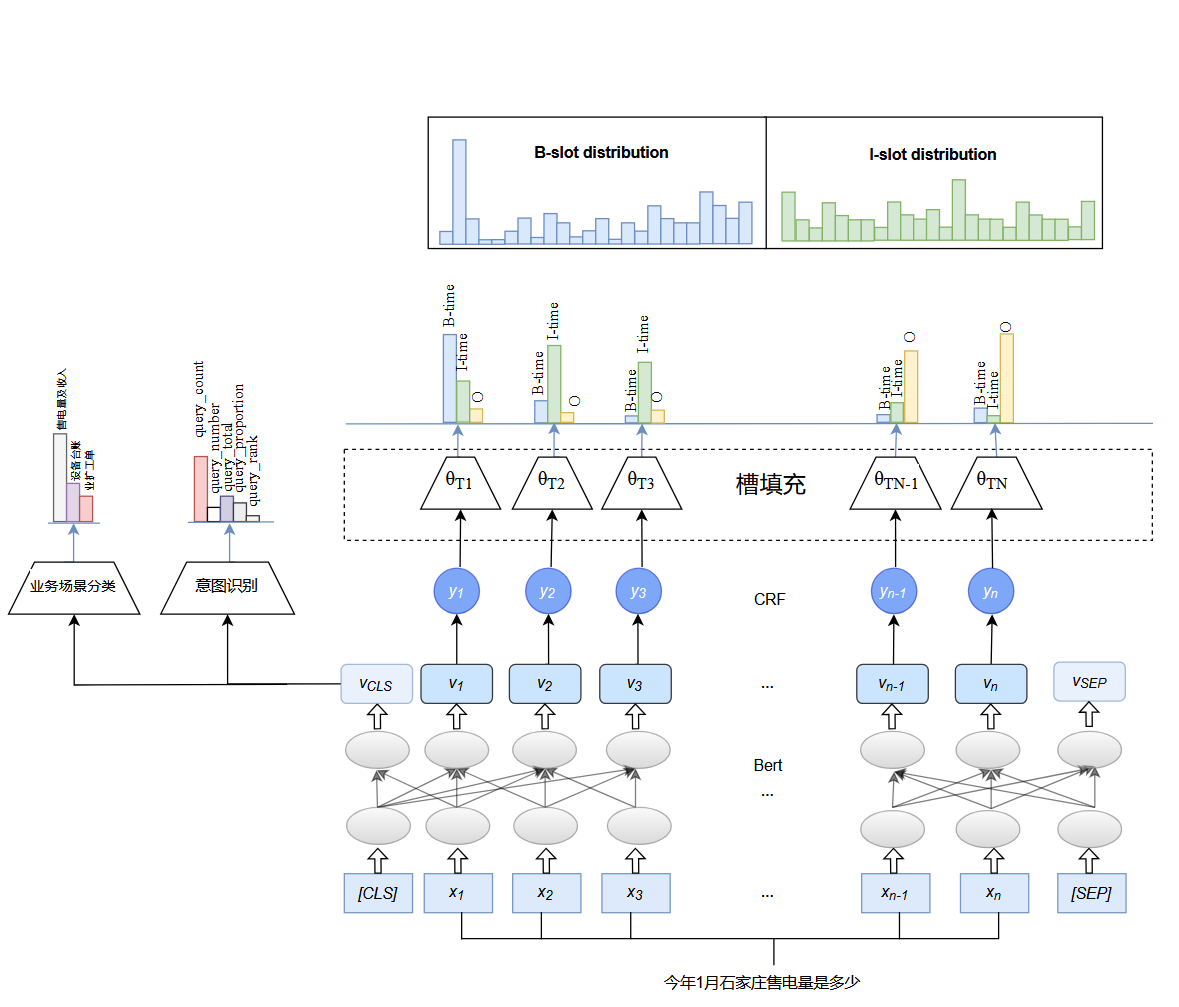 B-slot distribution
I-slot distribution
B-time
I-time
O
B-time
I-time
O
B-time
I-time
O
B-time
I-time
O
B-time
I-time
O
售电量及收入
设备台账
业扩工单
query_count
query_number
query_total
query_proportion
query_rank
θT1
θT2
θT3
槽填充
θTN-1
θTN
业务场景分类
意图识别
y1
y2
y3
CRF
yn-1
yn
vCLS
v1
v2
v3
...
vn-1
vn
vSEP
Bert
...
[CLS]
x1
x2
x3
...
xn-1
xn
[SEP]
今年1月石家庄售电量是多少